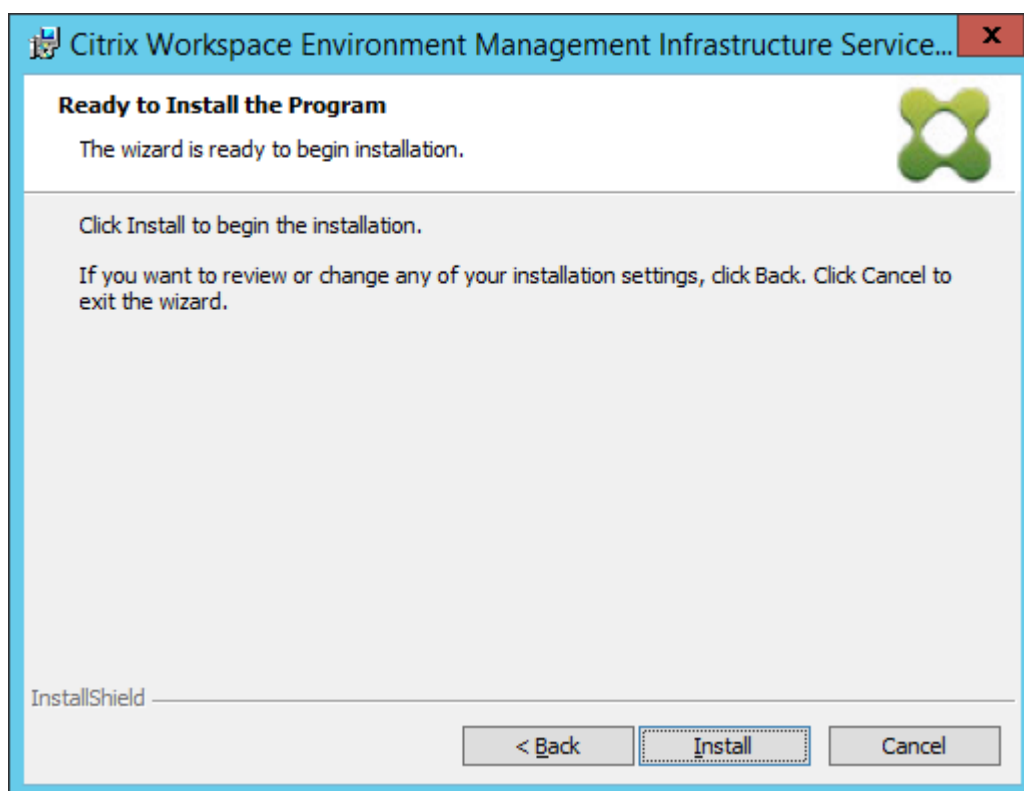 Citrix Workspace Environment Management Infrastructure Service...
x
Ready to Install the Program
The wizard is ready to begin installation.
Click Install to begin the installation.
If you want to review or change any of your installation settings, click Back. Click Cancel to
exit the wizard.
InstallShield
< Back Install Cancel